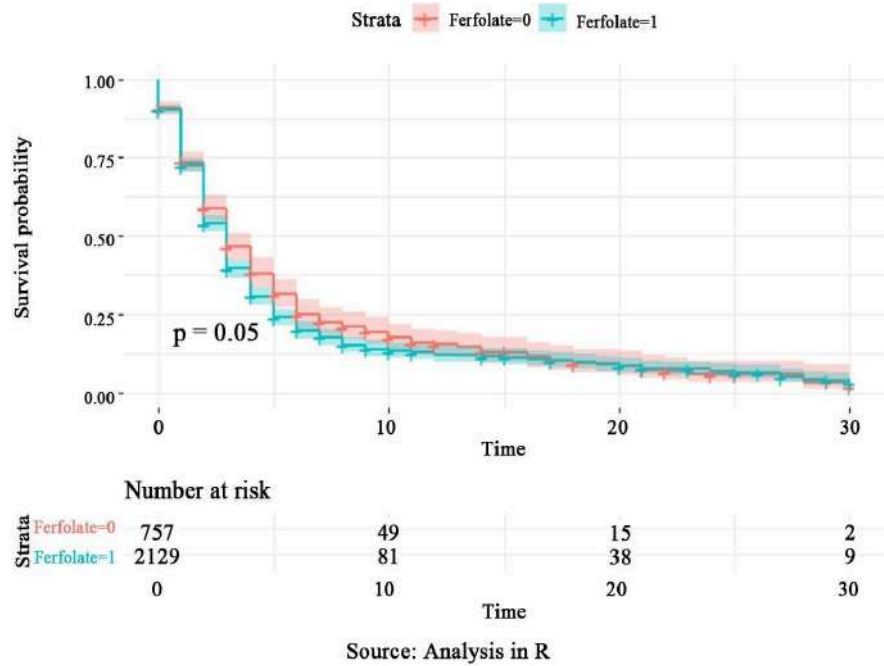 Strata Ferfolate=0 Ferfolate=1
Survival probability
1.00
0.75
0.50
0.25
0.00
p = 0.05
0 10 20 30
Time
Number at risk
Strata
Ferfolate=0 757 49 15 2
Ferfolate=1 2129 81 38 9
0 10 20 30
Time
Source: Analysis in R